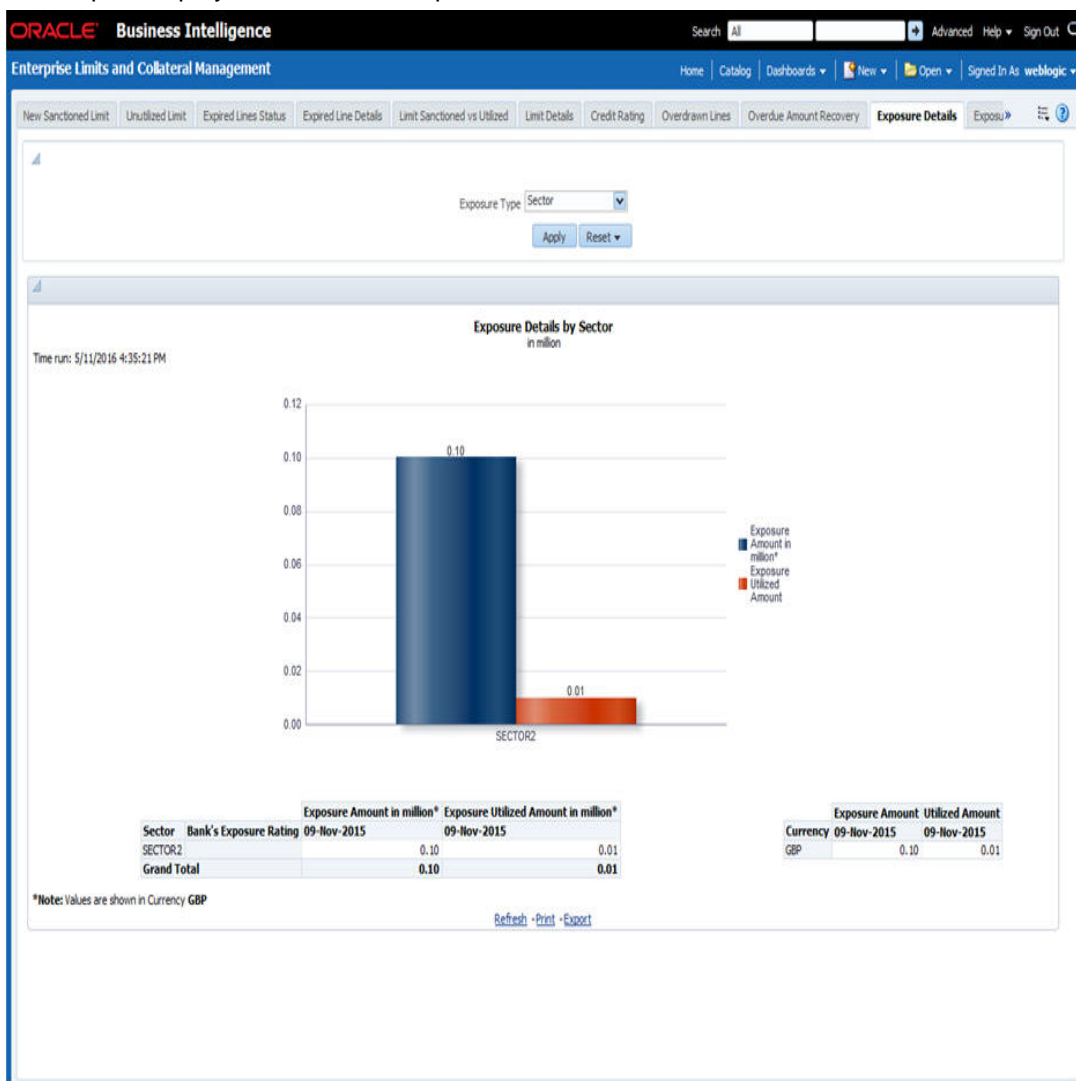 ORACLE Business Intelligence
Search All Advanced Help Sign Out
Enterprise Limits and Collateral Management
Home Catalog Dashboards New Open Signed In As weblogic
New Sanctioned Limit Unutilized Limit Expired Lines Status Expired Line Details Limit Sanctioned vs Utilized Limit Details Credit Rating Overdrawn Lines Overdue Amount Recovery Exposure Details Exposu»
Exposure Type Sector
Apply Reset
Exposure Details by Sector
in million
Time run: 5/11/2016 4:35:21 PM
0.12
0.10
0.08
0.06
0.04
0.02
0.00
0.10
0.01
SECTOR2
Exposure
Amount in
million*
Exposure
Utilized
Amount
Exposure Amount in million* Exposure Utilized Amount in million*
Sector Bank's Exposure Rating 09-Nov-2015 09-Nov-2015
SECTOR2 0.10 0.01
Grand Total 0.10 0.01
Exposure Amount Utilized Amount
Currency 09-Nov-2015 09-Nov-2015
GBP 0.10 0.01
*Note: Values are shown in Currency GBP
Refresh - Print - Export